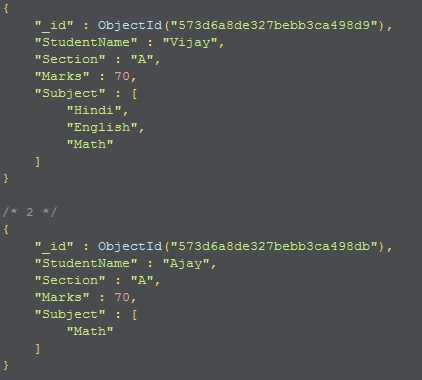 {
"_id" : ObjectId("573d6a8de327bebb3ca498d9"),
"StudentName" : "Vijay",
"Section" : "A",
"Marks" : 70,
"Subject" : [
"Hindi",
"English",
"Math"
]
}
/* 2 */
{
"_id" : ObjectId("573d6a8de327bebb3ca498db"),
"StudentName" : "Ajay",
"Section" : "A",
"Marks" : 70,
"Subject" : [
"Math"
]
}